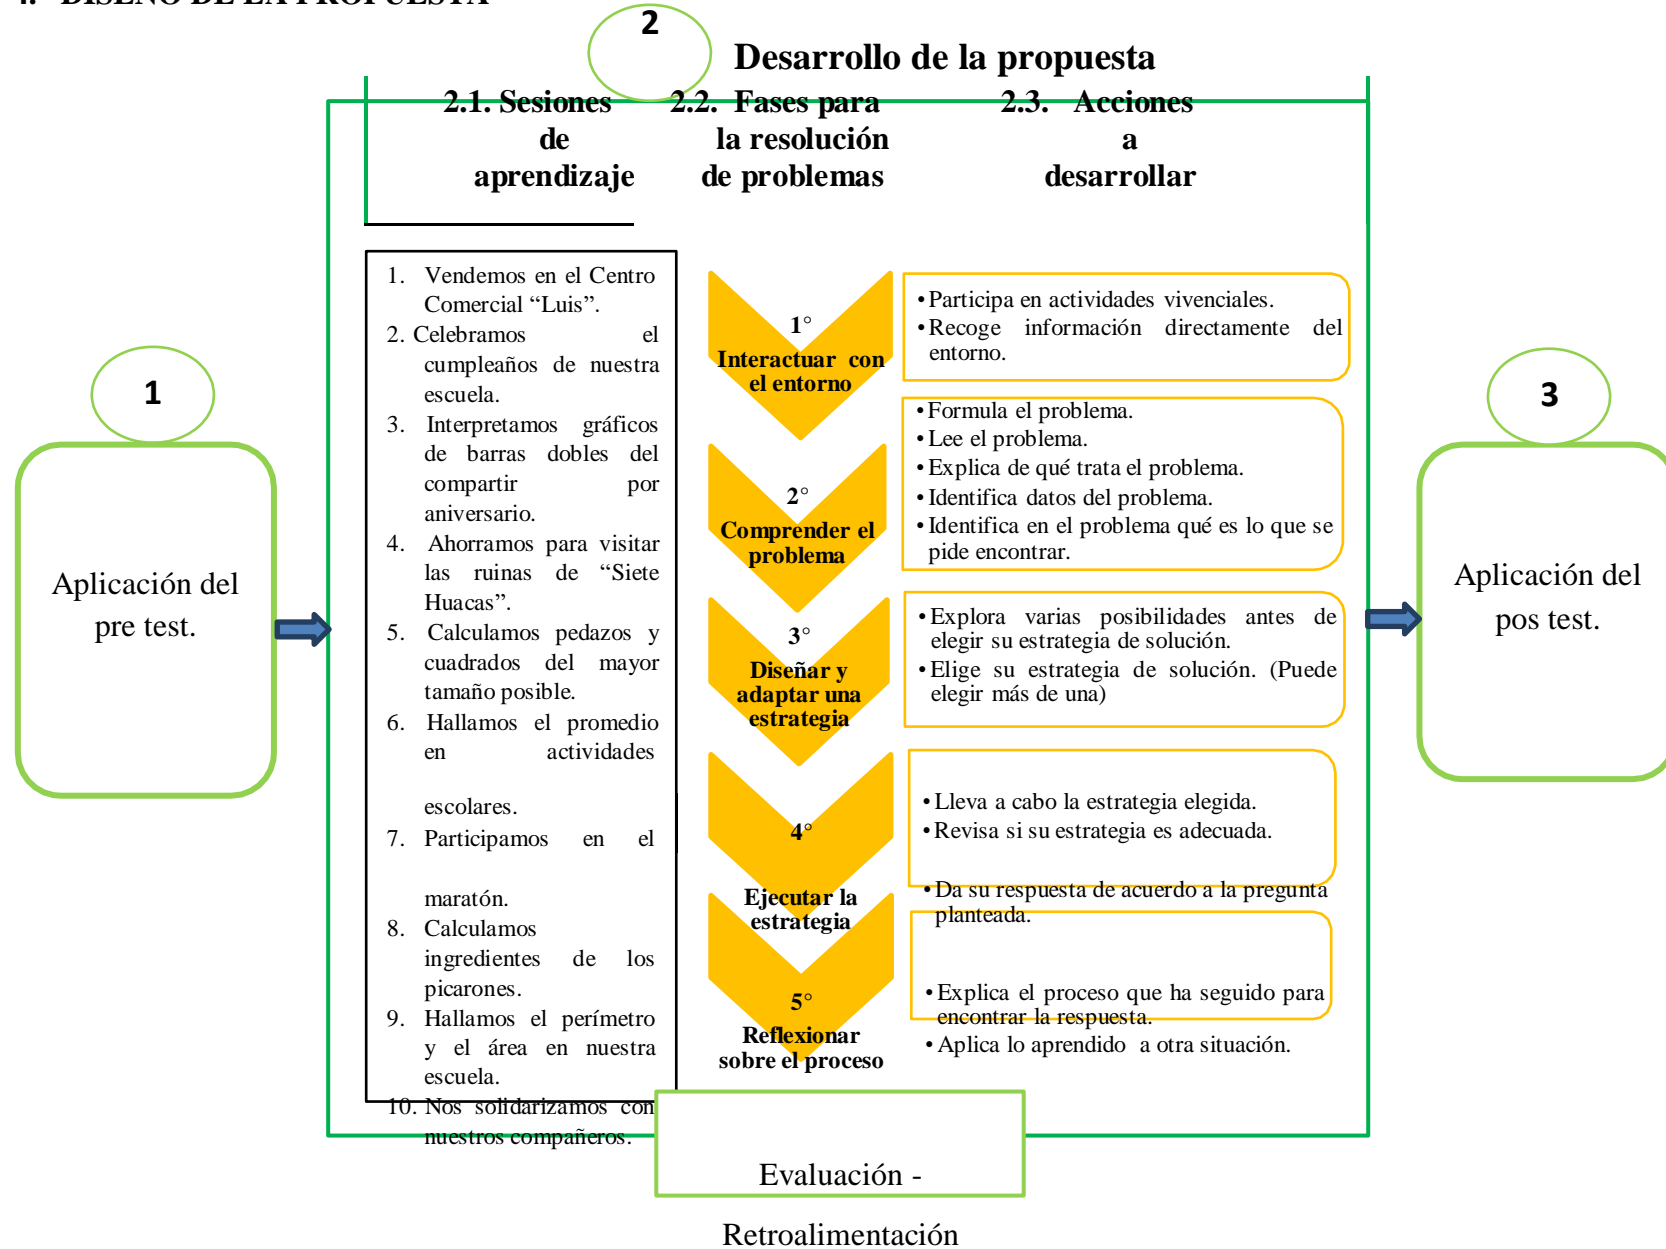 4. DISEÑO DE LA PROPUESTA
2
Desarrollo de la propuesta
2.1. Sesiones
de
aprendizaje
2.2. Fases para
la resolución
de problemas
2.3. Acciones
a
desarrollar
1
Aplicación del
pre test.
1. Vendemos en el Centro
Comercial “Luis”.
2. Celebramos el
cumpleaños de nuestra
escuela.
3. Interpretamos gráficos
de barras dobles del
compartir por
aniversario.
4. Ahorramos para visitar
las ruinas de “Siete
Huacas”.
5. Calculamos pedazos y
cuadrados del mayor
tamaño posible.
6. Hallamos el promedio
en actividades
escolares.
7. Participamos en el
maratón.
8. Calculamos
ingredientes de los
picarones.
9. Hallamos el perímetro
y el área en nuestra
escuela.
10. Nos solidarizamos con
nuestros compañeros.
1°
Interactuar con
el entorno
2°
Comprender el
problema
3°
Diseñar y
adaptar una
estrategia
4°
Ejecutar la
estrategia
5°
Reflexionar
sobre el proceso
• Participa en actividades vivenciales.
• Recoge información directamente del
entorno.
• Formula el problema.
• Lee el problema.
• Explica de qué trata el problema.
• Identifica datos del problema.
• Identifica en el problema qué es lo que se
pide encontrar.
• Explora varias posibilidades antes de
elegir su estrategia de solución.
• Elige su estrategia de solución. (Puede
elegir más de una)
• Lleva a cabo la estrategia elegida.
• Revisa si su estrategia es adecuada.
• Da su respuesta de acuerdo a la pregunta
planteada.
• Explica el proceso que ha seguido para
encontrar la respuesta.
• Aplica lo aprendido a otra situación.
3
Aplicación del
pos test.
Evaluación -
Retroalimentación